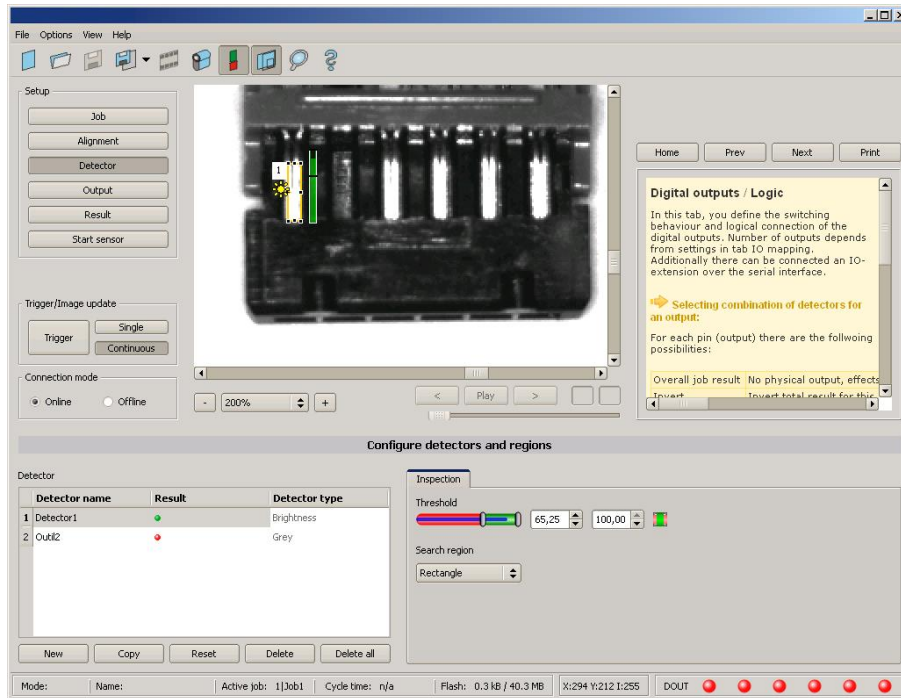 File Options View Help
Setup
Job
Alignment
Detector
Output
Result
Start sensor
Trigger/Image update
Trigger
Single
Continuous
Connection mode
Online Offline
1
- 200% +
< Play >
Home Prev Next Print
Digital outputs / Logic
In this tab, you define the switching
behaviour and logical connection of the
digital outputs. Number of outputs depends
from settings in tab IO mapping.
Additionally there can be connected an IO-
extension over the serial interface.
Selecting combination of detectors for
an output:
For each pin (output) there are the follwoing
possibilities:
Overall job result No physical output, effects
Invert Invert total result for this
Configure detectors and regions
Detector
Detector name Result Detector type
1 Detector1 Brightness
2 Outil2 Grey
New Copy Reset Delete Delete all
Inspection
Threshold
65,25 100,00
Search region
Rectangle
Mode: Name: Active job: 1|Job1 Cycle time: n/a Flash: 0.3 kB / 40.3 MB X:294 Y:212 I:255 DOUT